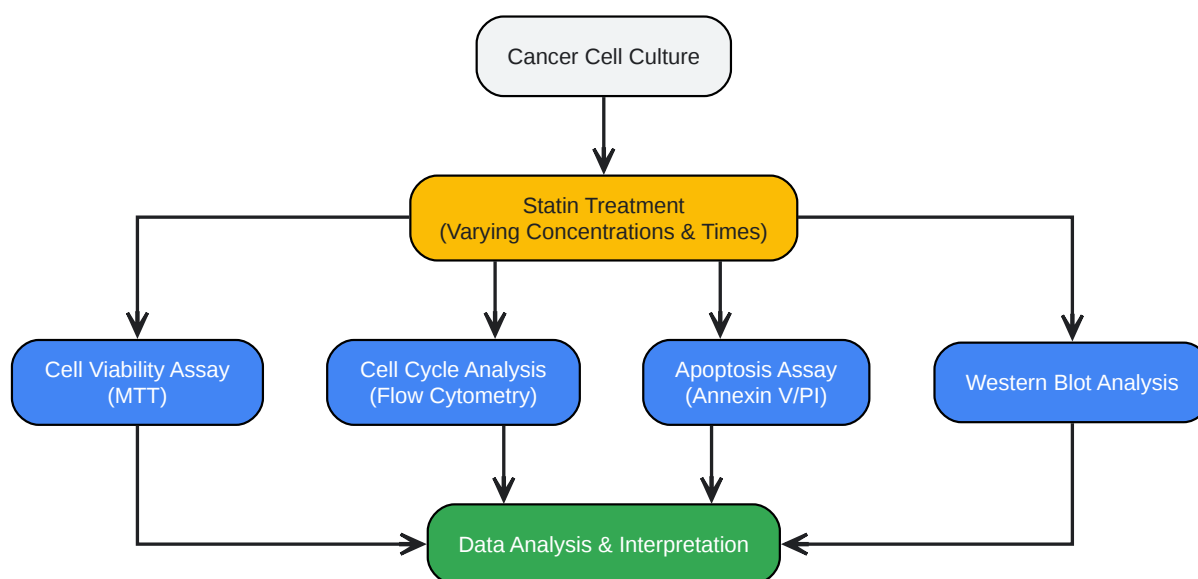 Cancer Cell Culture
Statin Treatment
(Varying Concentrations & Times)
Cell Viability Assay
(MTT)
Cell Cycle Analysis
(Flow Cytometry)
Apoptosis Assay
(Annexin V/PI)
Western Blot Analysis
Data Analysis & Interpretation